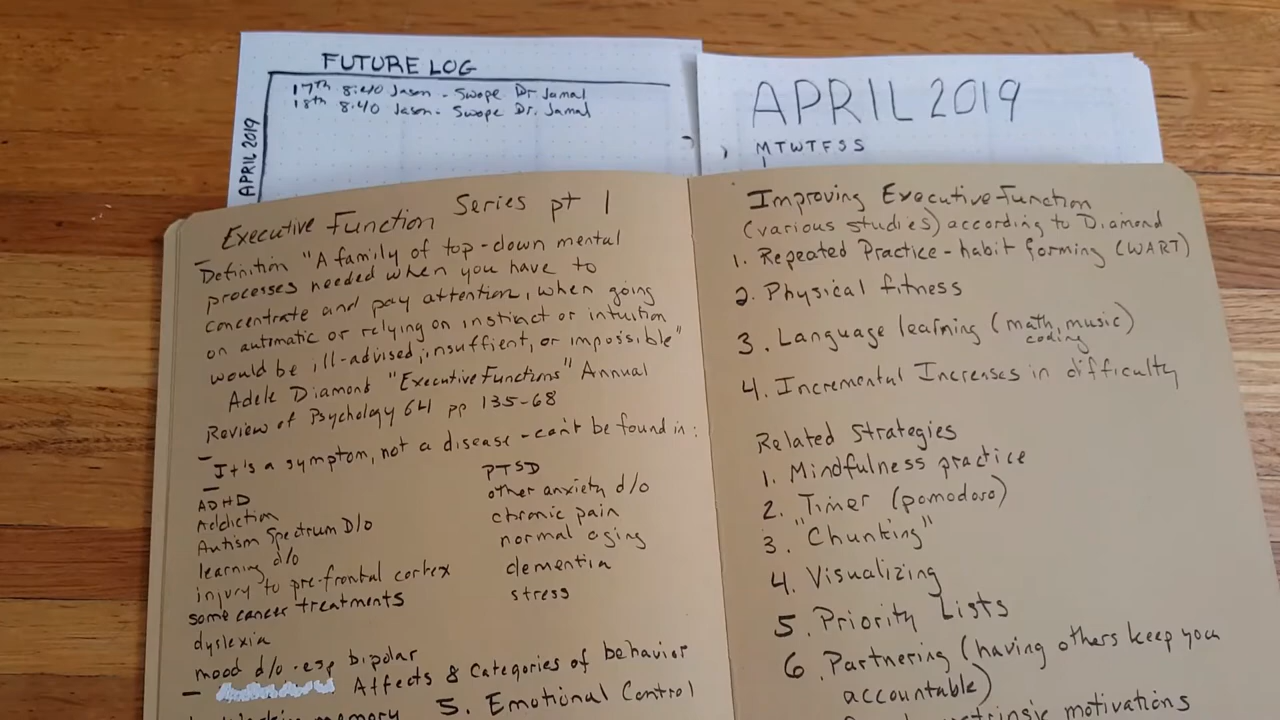 FUTURE LOG
APRIL 2019
17th 8:40 Jason - Swope Dr Jamal
18th 8:40 Jason - Swope Dr. Jamal
APRIL 2019
M T W T F S S
Executive Function Series pt 1
- Definition "A family of top-down mental
processes needed when you have to
concentrate and pay attention, when going
on automatic or relying on instinct or intuition
would be ill-advised, insufficient, or impossible"
Adele Diamond "Executive Functions" Annual
Review of Psychology 64 pp 135-68
- It's a symptom, not a disease - can't be found in:
- ADHD
Addiction
Autism Spectrum D/o
learning d/o
injury to pre-frontal cortex
some cancer treatments
dyslexia
mood d/o - esp bipolar
PTSD
other anxiety d/o
chronic pain
normal aging
dementia
stress
- Affects 8 Categories of behavior
memory 5. Emotional Control
Improving Executive Function
(various studies) according to Diamond
1. Repeated Practice - habit forming (WART)
2. Physical fitness
3. Language learning (math, music)
coding
4. Incremental Increases in difficulty
Related Strategies
1. Mindfulness practice
2. Timer (pomodoro)
3. "Chunking"
4. Visualizing
5. Priority Lists
6. Partnering (having others keep you
accountable)
motivations